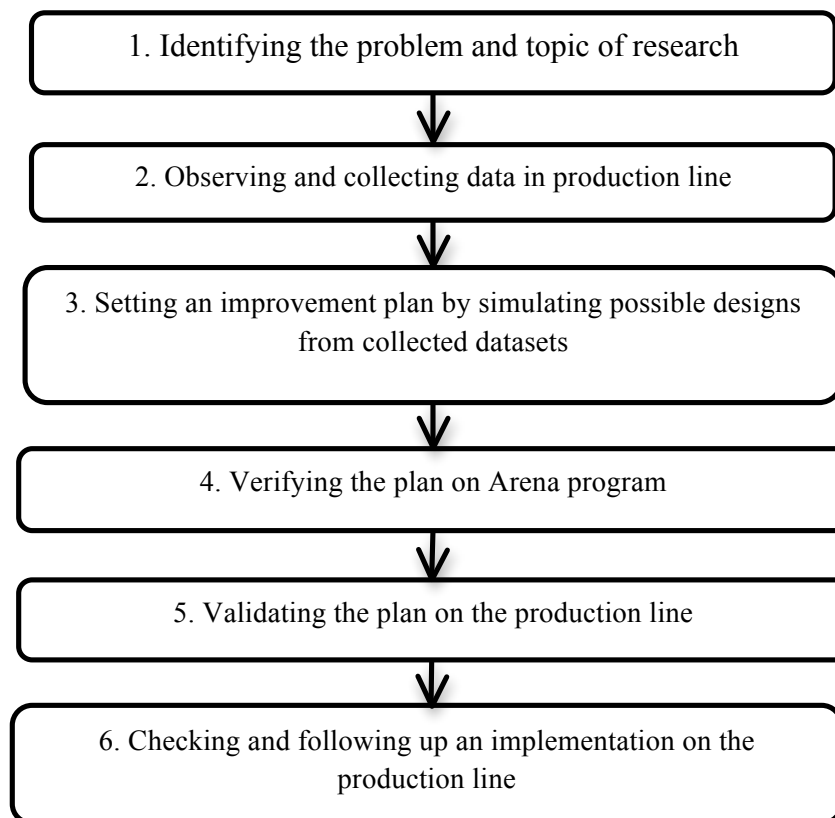 1. Identifying the problem and topic of research
2. Observing and collecting data in production line
3. Setting an improvement plan by simulating possible designs
from collected datasets
4. Verifying the plan on Arena program
5. Validating the plan on the production line
6. Checking and following up an implementation on the
production line